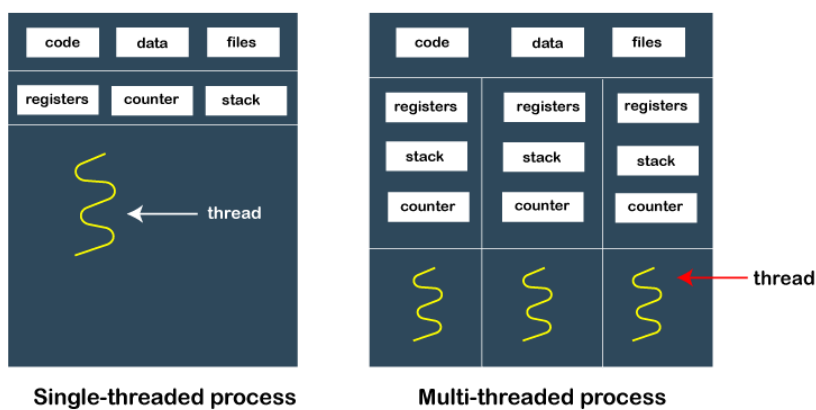 code data files
registers counter stack
thread
Single-threaded process
code data files
registers registers registers
stack stack stack
counter counter counter
thread
Multi-threaded process